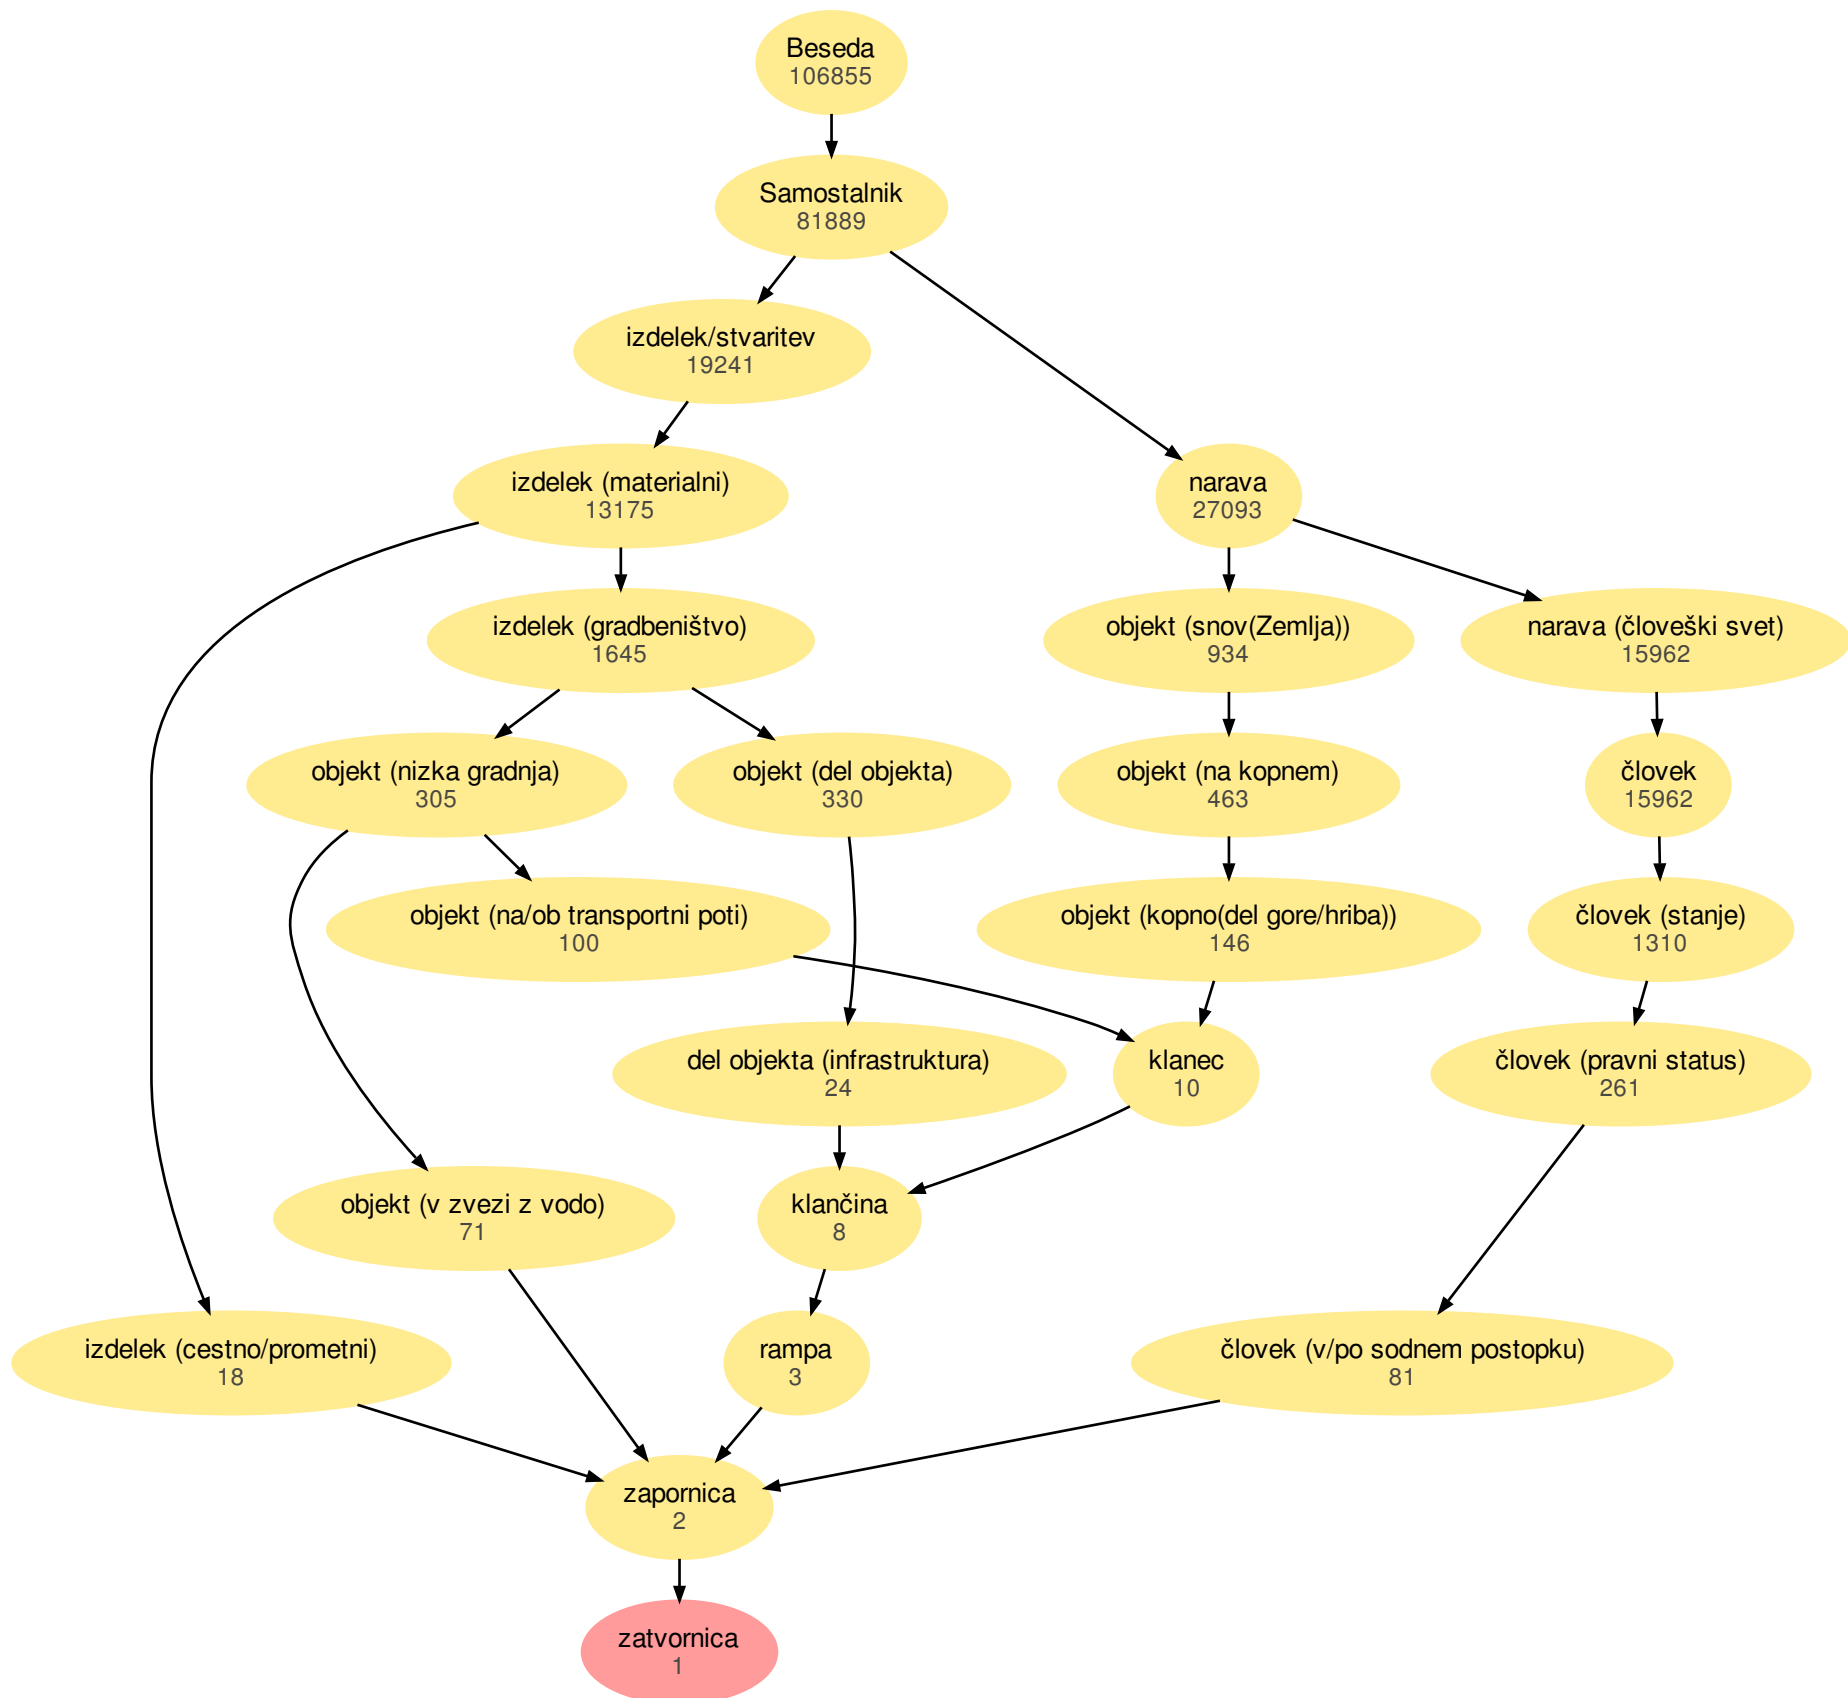 Beseda
106855
Samostalnik
81889
izdelek/stvaritev
19241
izdelek (materialni)
13175
narava
27093
izdelek (gradbeništvo)
1645
objekt (snov(Zemlja))
934
narava (človeški svet)
15962
objekt (nizka gradnja)
305
objekt (del objekta)
330
objekt (na kopnem)
463
človek
15962
objekt (na/ob transportni poti)
100
objekt (kopno(del gore/hriba))
146
človek (stanje)
1310
del objekta (infrastruktura)
24
klanec
10
človek (pravni status)
261
objekt (v zvezi z vodo)
71
klančina
8
izdelek (cestno/prometni)
18
rampa
3
človek (v/po sodnem postopku)
81
zapornica
2
zatvornica
1